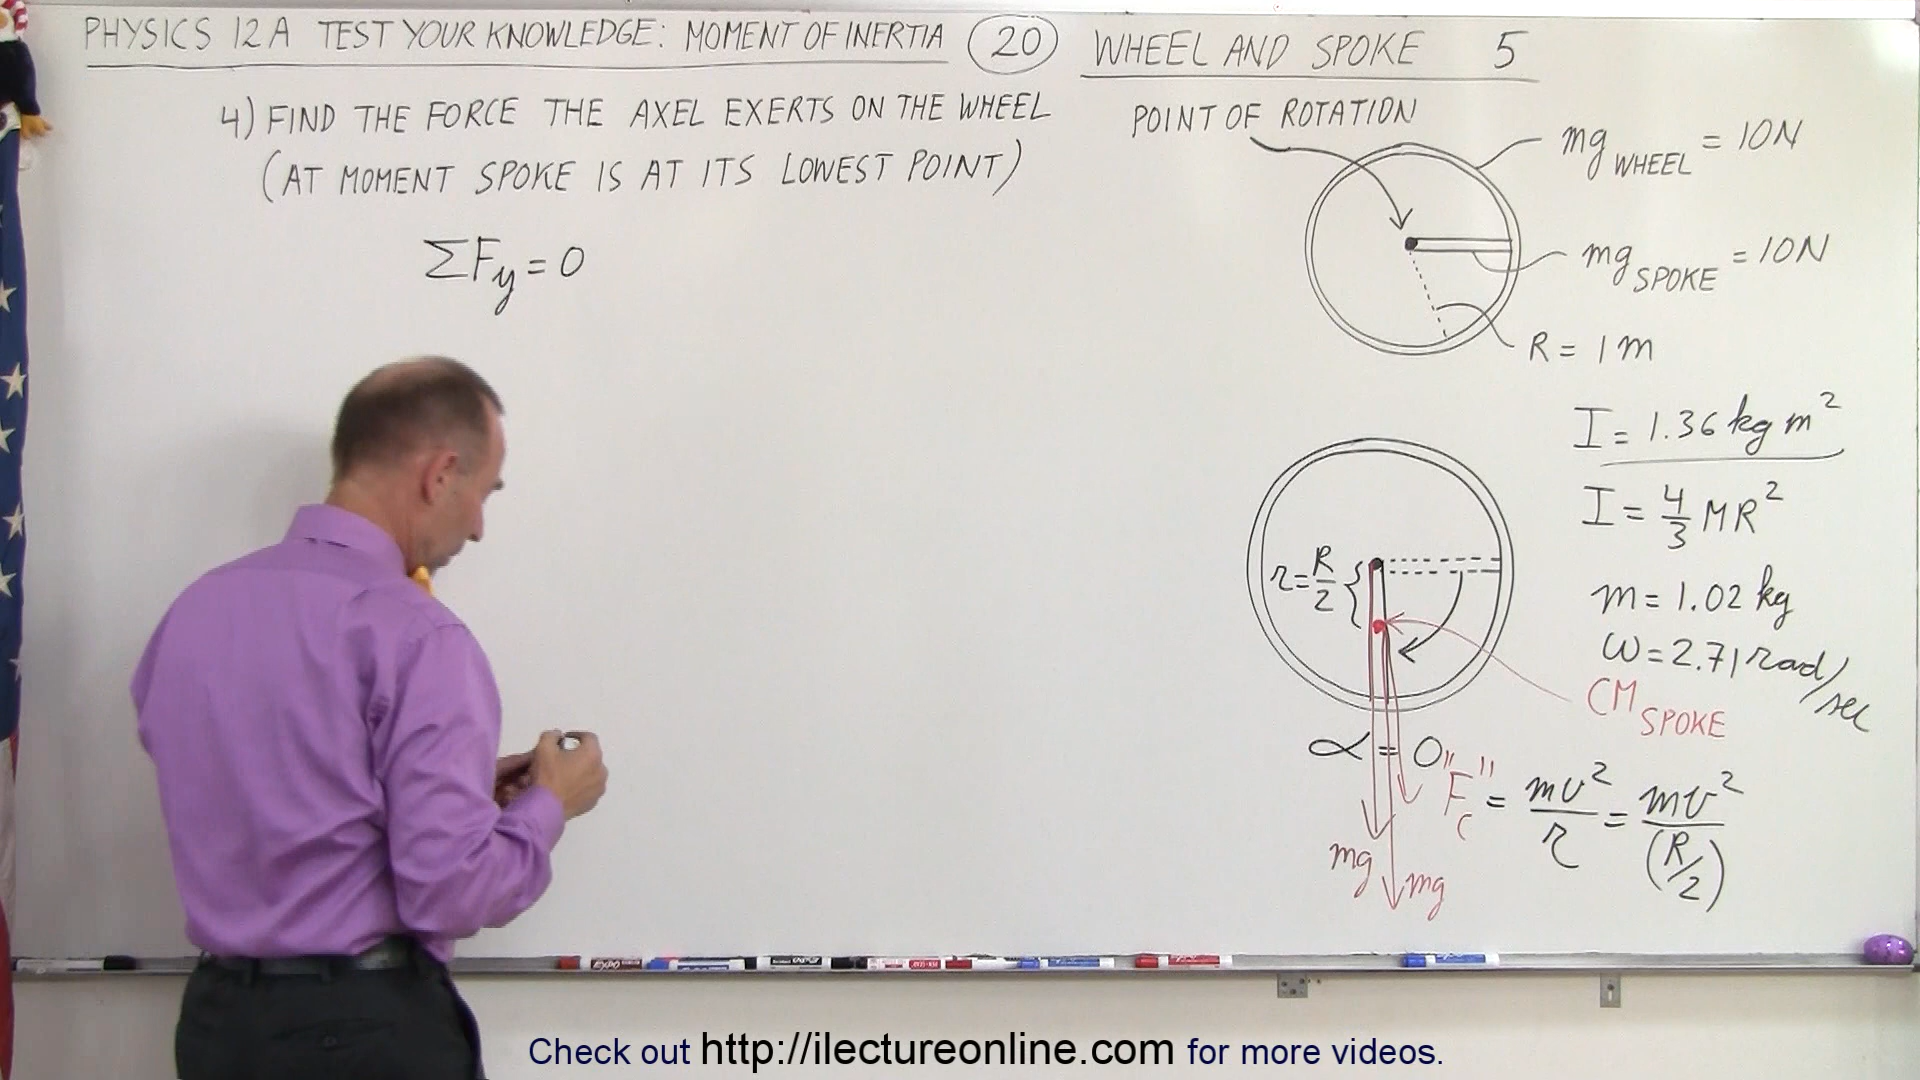 PHYSICS 12A TEST YOUR KNOWLEDGE: MOMENT OF INERTIA 20 WHEEL AND SPOKE 5
4) FIND THE FORCE THE AXEL EXERTS ON THE WHEEL
(AT MOMENT SPOKE IS AT ITS LOWEST POINT)
ΣFy = 0
POINT OF ROTATION
mg WHEEL = 10N
mg SPOKE = 10N
R = 1m
I = 1.36 kg m²
I = 4/3 MR²
r = R/2
m = 1.02 kg
ω = 2.71 rad/sec
CM SPOKE
α = 0
"Fc" = mv²/r = mv²/(R/2)
mg
mg
EXPO
Check out http://ilectureonline.com for more videos.